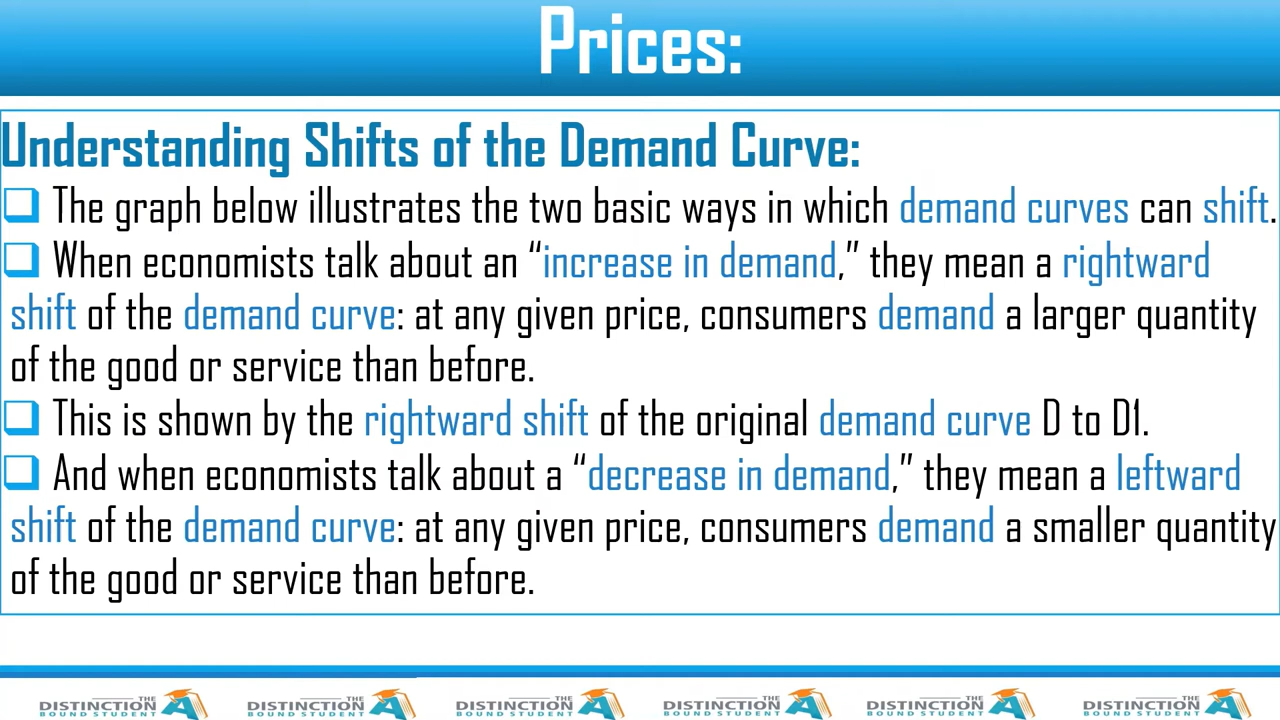 Prices:
Understanding Shifts of the Demand Curve:
The graph below illustrates the two basic ways in which demand curves can shift.
When economists talk about an “increase in demand,” they mean a rightward
shift of the demand curve: at any given price, consumers demand a larger quantity
of the good or service than before.
This is shown by the rightward shift of the original demand curve D to D1.
And when economists talk about a “decrease in demand,” they mean a leftward
shift of the demand curve: at any given price, consumers demand a smaller quantity
of the good or service than before.
THE DISTINCTION BOUND STUDENT A THE DISTINCTION BOUND STUDENT A THE DISTINCTION BOUND STUDENT A THE DISTINCTION BOUND STUDENT A THE DISTINCTION BOUND STUDENT A THE DISTINCTION BOUND STUDENT A